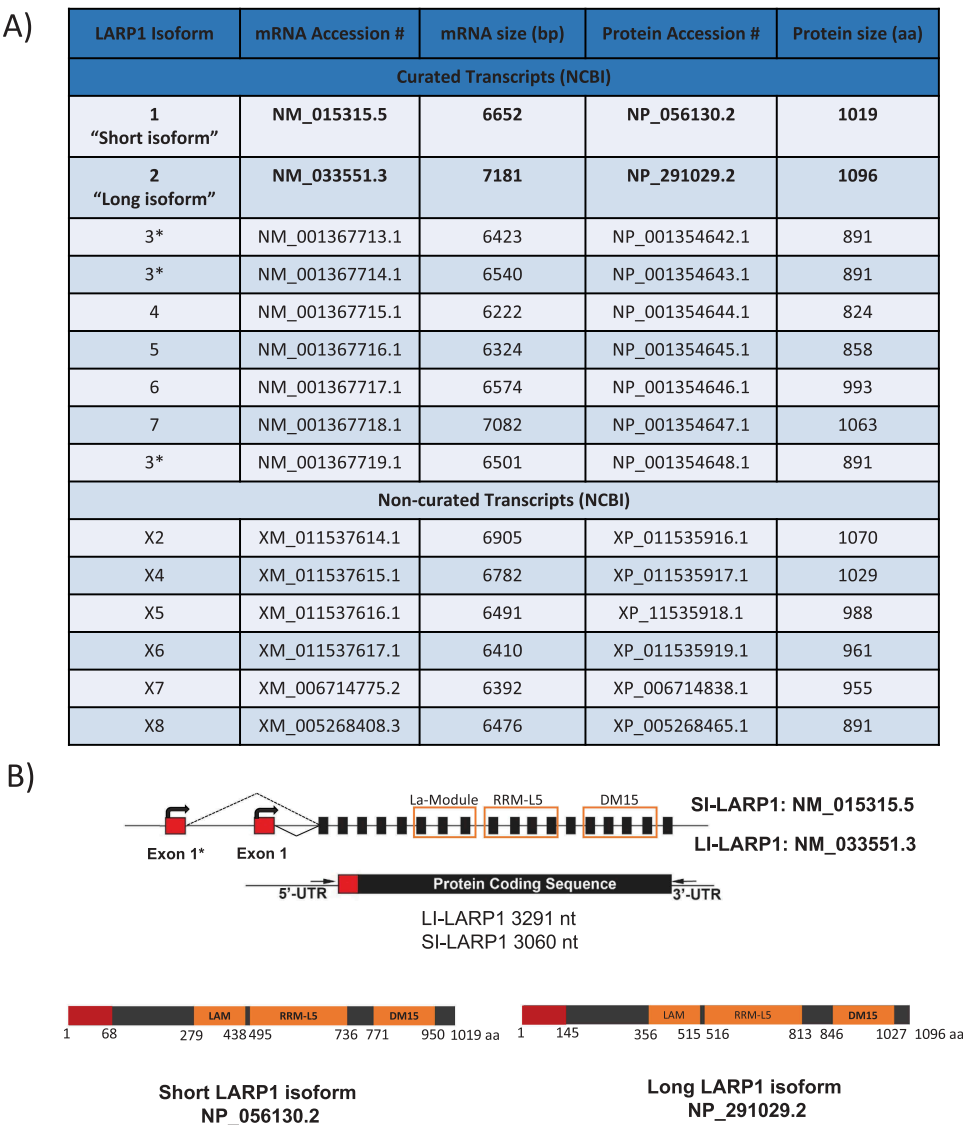 A)
LARP1 Isoform mRNA Accession # mRNA size (bp) Protein Accession # Protein size (aa)
Curated Transcripts (NCBI)
1 NM_015315.5 6652 NP_056130.2 1019
"Short isoform"
2 NM_033551.3 7181 NP_291029.2 1096
"Long isoform"
3* NM_001367713.1 6423 NP_001354642.1 891
3* NM_001367714.1 6540 NP_001354643.1 891
4 NM_001367715.1 6222 NP_001354644.1 824
5 NM_001367716.1 6324 NP_001354645.1 858
6 NM_001367717.1 6574 NP_001354646.1 993
7 NM_001367718.1 7082 NP_001354647.1 1063
3* NM_001367719.1 6501 NP_001354648.1 891
Non-curated Transcripts (NCBI)
X2 XM_011537614.1 6905 XP_011535916.1 1070
X4 XM_011537615.1 6782 XP_011535917.1 1029
X5 XM_011537616.1 6491 XP_11535918.1 988
X6 XM_011537617.1 6410 XP_011535919.1 961
X7 XM_006714775.2 6392 XP_006714838.1 955
X8 XM_005268408.3 6476 XP_005268465.1 891
B)
La-Module RRM-L5 DM15
SI-LARP1: NM_015315.5
LI-LARP1: NM_033551.3
Exon 1* Exon 1
Protein Coding Sequence
5'-UTR 3'-UTR
LI-LARP1 3291 nt
SI-LARP1 3060 nt
LAM RRM-L5 DM15
1 68 279 438 495 736 771 950 1019 aa
Short LARP1 isoform
NP_056130.2
LAM RRM-L5 DM15
1 145 356 515 516 813 846 1027 1096 aa
Long LARP1 isoform
NP_291029.2